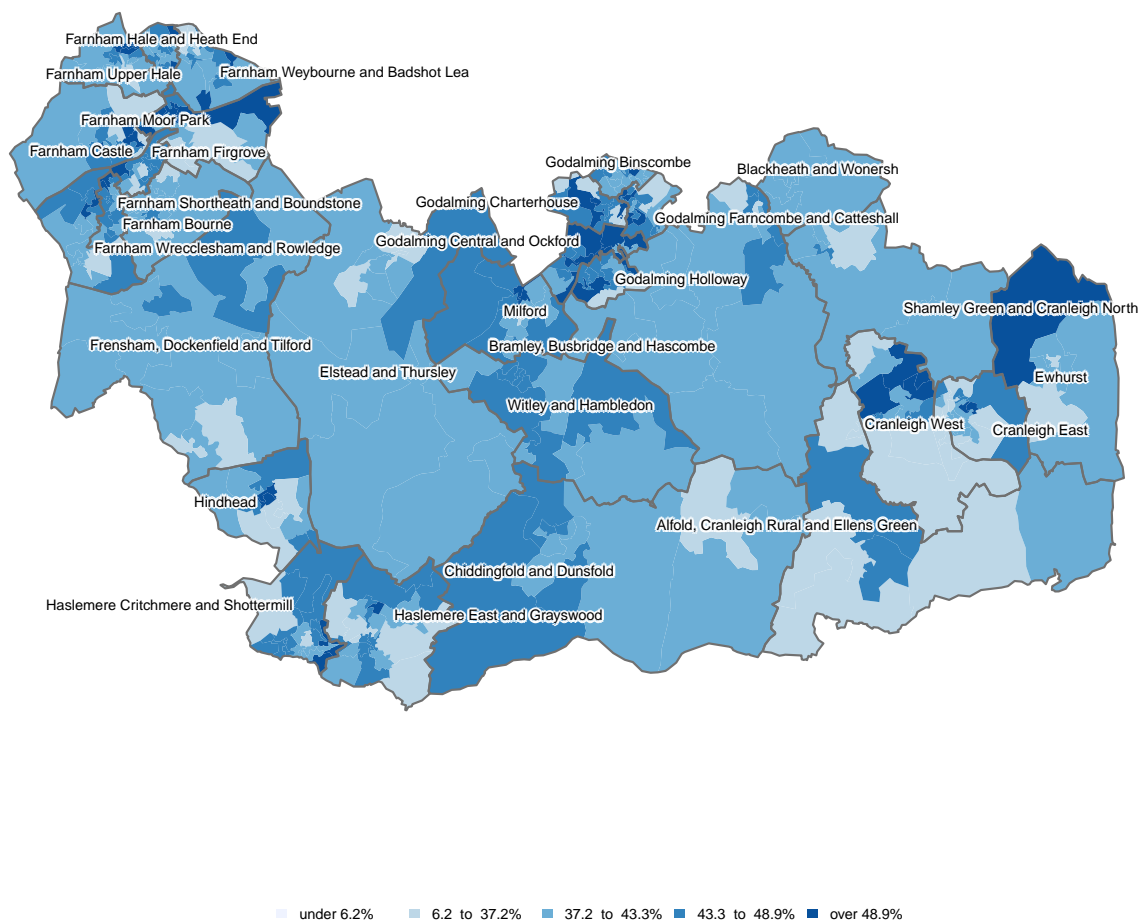 Farnham Hale and Heath End
Farnham Upper Hale
Farnham Weybourne and Badshot Lea
Farnham Moor Park
Farnham Castle
Farnham Firgrove
Godalming Binscombe
Blackheath and Wonersh
Farnham Shortheath and Boundstone
Godalming Charterhouse
Farnham Bourne
Godalming Farncombe and Catteshall
Farnham Wrecclesham and Rowledge
Godalming Central and Ockford
Godalming Holloway
Milford
Shamley Green and Cranleigh North
Frensham, Dockenfield and Tilford
Bramley, Busbridge and Hascombe
Elstead and Thursley
Ewhurst
Witley and Hambledon
Cranleigh West
Cranleigh East
Hindhead
Alfold, Cranleigh Rural and Ellens Green
Chiddingfold and Dunsfold
Haslemere Critchmere and Shottermill
Haslemere East and Grayswood
under 6.2%
6.2 to 37.2%
37.2 to 43.3%
43.3 to 48.9%
over 48.9%